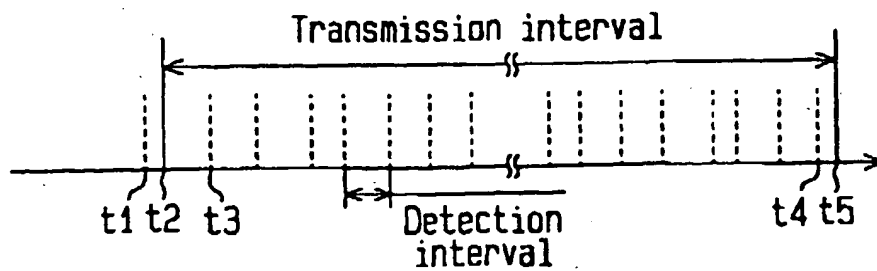 Transmission interval
t1 t2 t3 t4 t5
Detection
interval